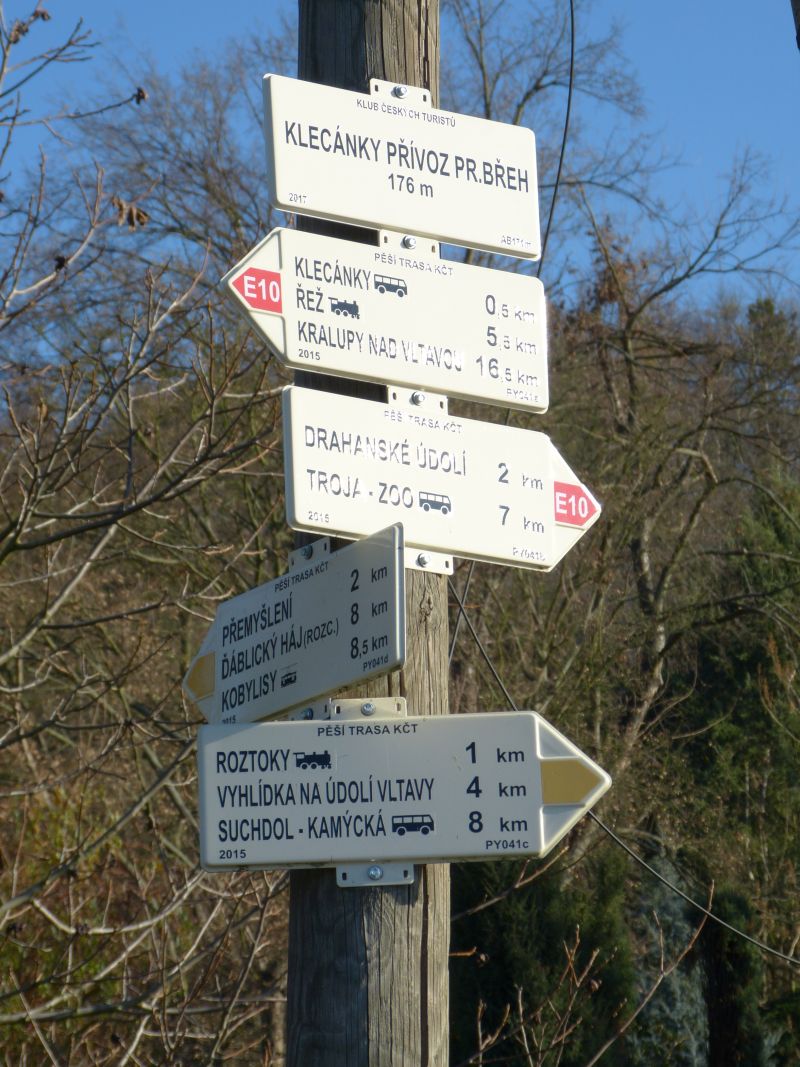 KLUB ČESKÝCH TURISTŮ
KLECÁNKY PŘÍVOZ PR.BŘEH
176 m
2017
PĚŠÍ TRASA KČT
E10
KLECÁNKY 0,5 km
ŘEŽ 5,5 km
KRALUPY NAD VLTAVOU 16,5 km
2015
PĚŠÍ TRASA KČT
DRAHANSKÉ ÚDOLÍ 2 km
TROJA - ZOO 7 km
E10
2015 PY041b
PĚŠÍ TRASA KČT
PŘEMYŠLENÍ 2 km
ĎÁBLICKÝ HÁJ(ROZC.) 8 km
KOBYLISY 8,5 km
2015 PY041d
PĚŠÍ TRASA KČT
ROZTOKY 1 km
VYHLÍDKA NA ÚDOLÍ VLTAVY 4 km
SUCHDOL - KAMÝCKÁ 8 km
2015 PY041c